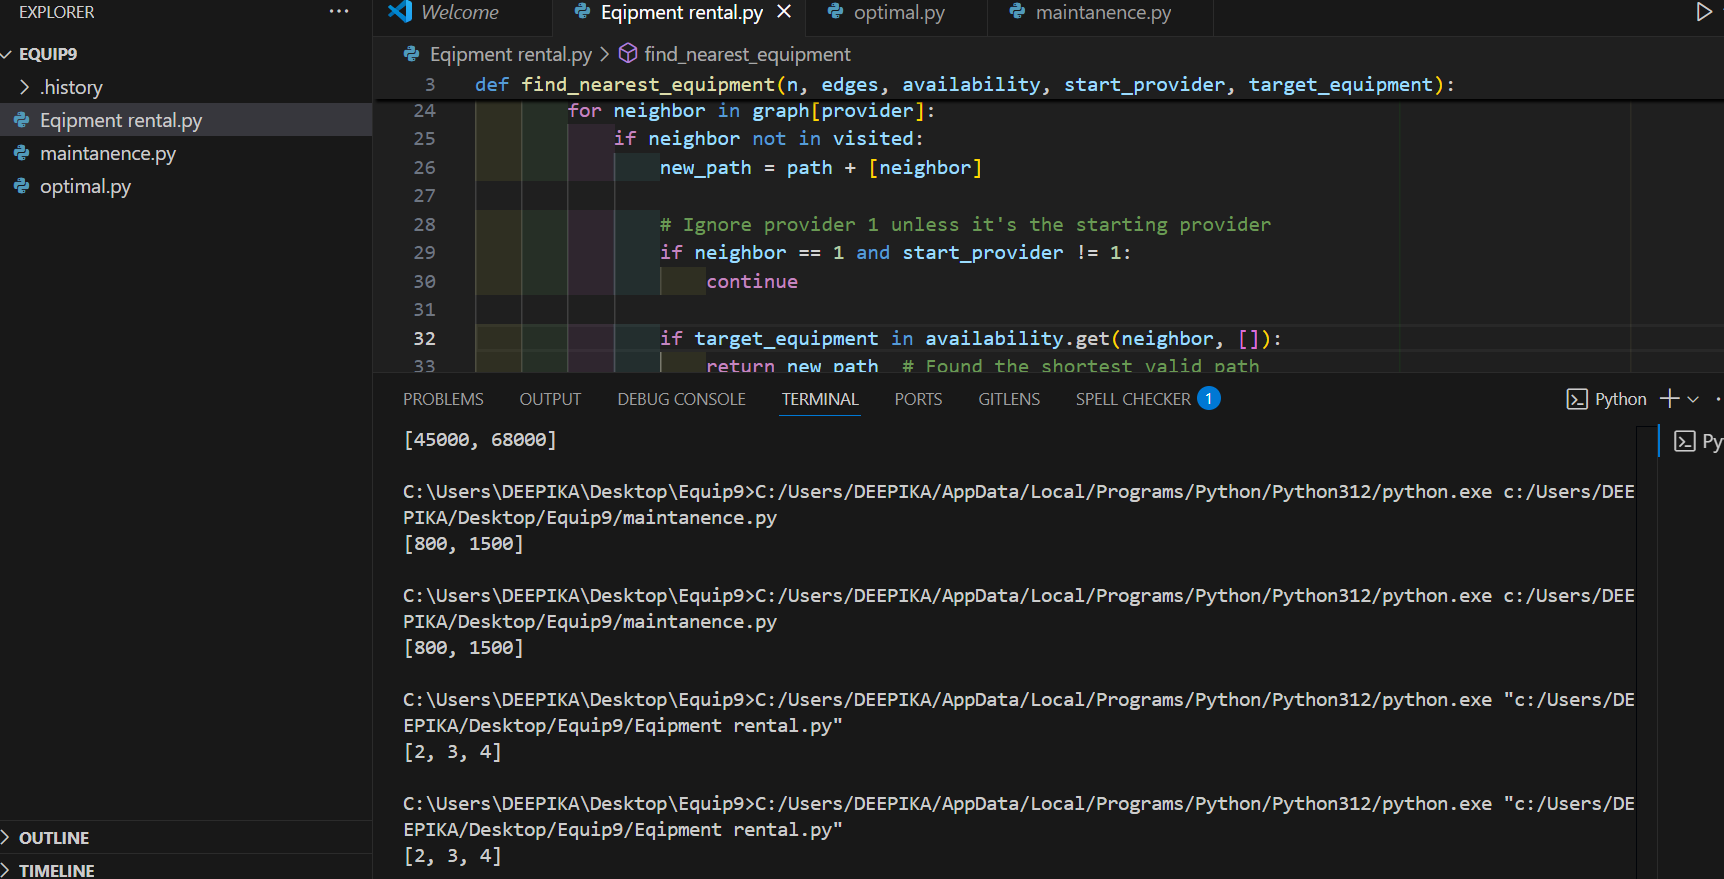 EXPLORER
EQUIP9
.history
Eqipment rental.py
maintanence.py
optimal.py
OUTLINE
TIMELINE
Welcome
Eqipment rental.py
optimal.py
maintanence.py
Eqipment rental.py > find_nearest_equipment
3 def find_nearest_equipment(n, edges, availability, start_provider, target_equipment):
24 for neighbor in graph[provider]:
25 if neighbor not in visited:
26 new_path = path + [neighbor]
27
28 # Ignore provider 1 unless it's the starting provider
29 if neighbor == 1 and start_provider != 1:
30 continue
31
32 if target_equipment in availability.get(neighbor, []):
33 return new_path # Found the shortest valid path
PROBLEMS OUTPUT DEBUG CONSOLE TERMINAL PORTS GITLENS SPELL CHECKER 1
Python
Py
[45000, 68000]
C:\Users\DEEPIKA\Desktop\Equip9>C:/Users/DEEPIKA/AppData/Local/Programs/Python/Python312/python.exe c:/Users/DEE
PIKA/Desktop/Equip9/maintanence.py
[800, 1500]
C:\Users\DEEPIKA\Desktop\Equip9>C:/Users/DEEPIKA/AppData/Local/Programs/Python/Python312/python.exe c:/Users/DEE
PIKA/Desktop/Equip9/maintanence.py
[800, 1500]
C:\Users\DEEPIKA\Desktop\Equip9>C:/Users/DEEPIKA/AppData/Local/Programs/Python/Python312/python.exe "c:/Users/DE
EPIKA/Desktop/Equip9/Eqipment rental.py"
[2, 3, 4]
C:\Users\DEEPIKA\Desktop\Equip9>C:/Users/DEEPIKA/AppData/Local/Programs/Python/Python312/python.exe "c:/Users/DE
EPIKA/Desktop/Equip9/Eqipment rental.py"
[2, 3, 4]